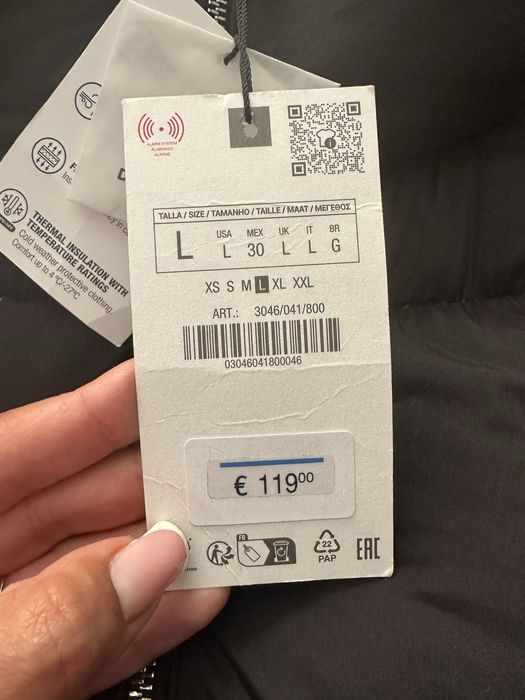 ALARM SYSTEM
ALARMADO
ALARME
TALLA / SIZE / TAMANHO / TAILLE / MAAT / ΜΕΓΕΘΟΣ
L USA MEX UK IT BR
L 30 L L G
XS S M L XL XXL
ART.: 3046/041/800
03046041800046
€ 119⁰⁰
FR
22
PAP
EAC
THERMAL INSULATION WITH
TEMPERATURE RATINGS
Cold weather protective clothing.
Comfort up to 4 ºC/-27ºC